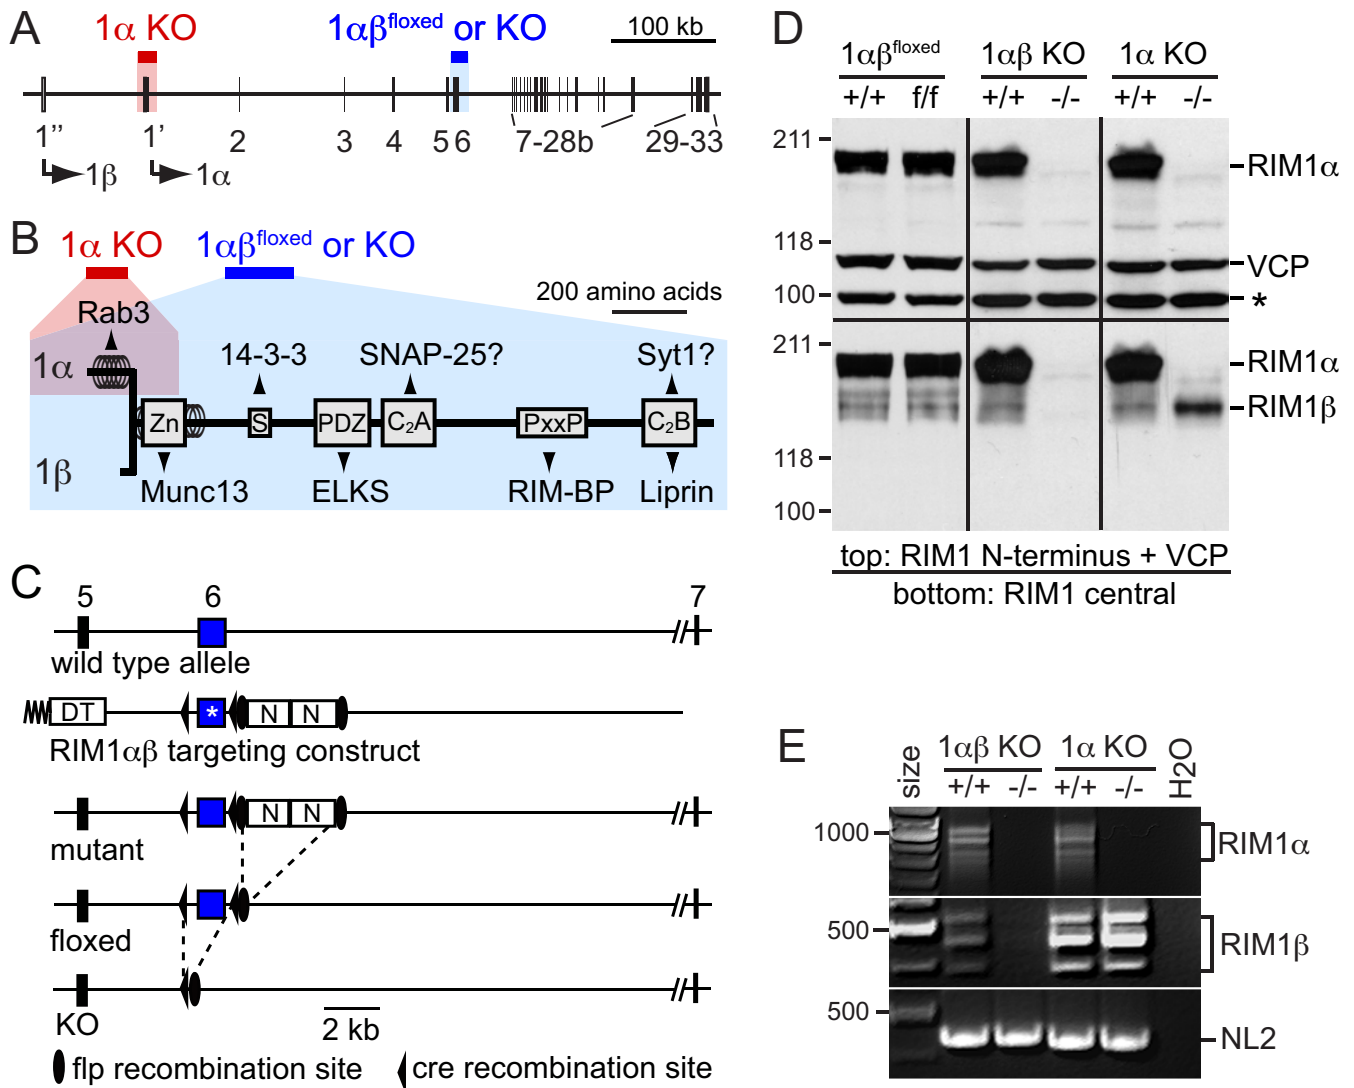 A
1α KO
1αβfloxed or KO
100 kb
1''
1'
2
3
4
5
6
7-28b
29-33
1β
1α
B
1α KO
1αβfloxed or KO
200 amino acids
Rab3
1α
14-3-3
SNAP-25?
Syt1?
Zn
S
PDZ
C2A
PxxP
C2B
1β
Munc13
ELKS
RIM-BP
Liprin
C
5
6
7
wild type allele
DT
*
N
N
RIM1αβ targeting construct
N
N
mutant
floxed
KO
2 kb
flp recombination site
cre recombination site
D
1αβfloxed
1αβ KO
1α KO
+/+
f/f
+/+
-/-
+/+
-/-
211
RIM1α
118
VCP
100
*
211
RIM1α
RIM1β
118
100
top: RIM1 N-terminus + VCP
bottom: RIM1 central
E
size
1αβ KO
1α KO
H2O
+/+
-/-
+/+
-/-
1000
RIM1α
500
RIM1β
500
NL2